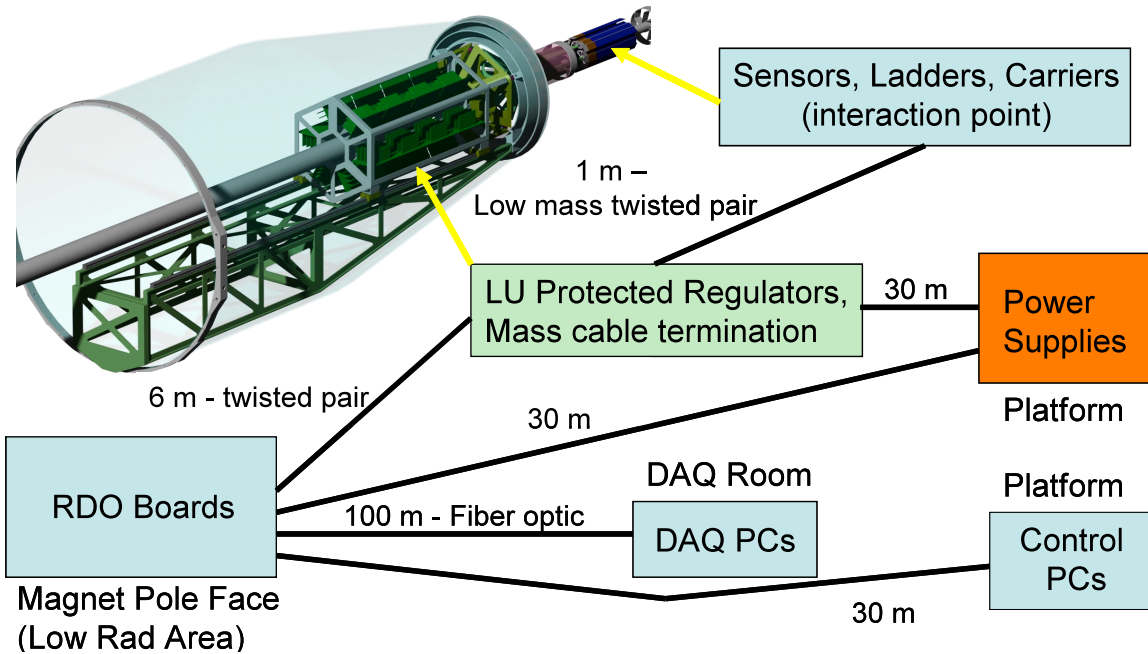 Sensors, Ladders, Carriers
(interaction point)
1 m –
Low mass twisted pair
LU Protected Regulators,
Mass cable termination
30 m
Power
Supplies
Platform
6 m - twisted pair
30 m
RDO Boards
Magnet Pole Face
(Low Rad Area)
100 m - Fiber optic
DAQ Room
DAQ PCs
Platform
Control
PCs
30 m